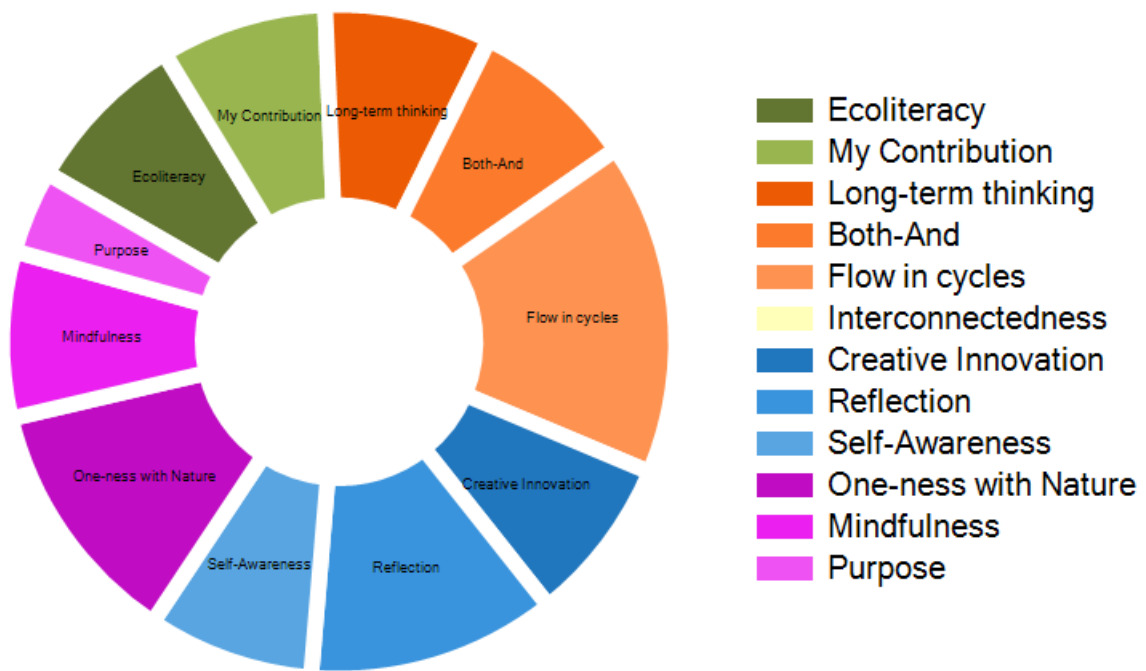 My Contribution
Long-term thinking
Both-And
Ecoliteracy
Purpose
Flow in cycles
Mindfulness
One-ness with Nature
Creative Innovation
Self-Awareness
Reflection
Ecoliteracy
My Contribution
Long-term thinking
Both-And
Flow in cycles
Interconnectedness
Creative Innovation
Reflection
Self-Awareness
One-ness with Nature
Mindfulness
Purpose